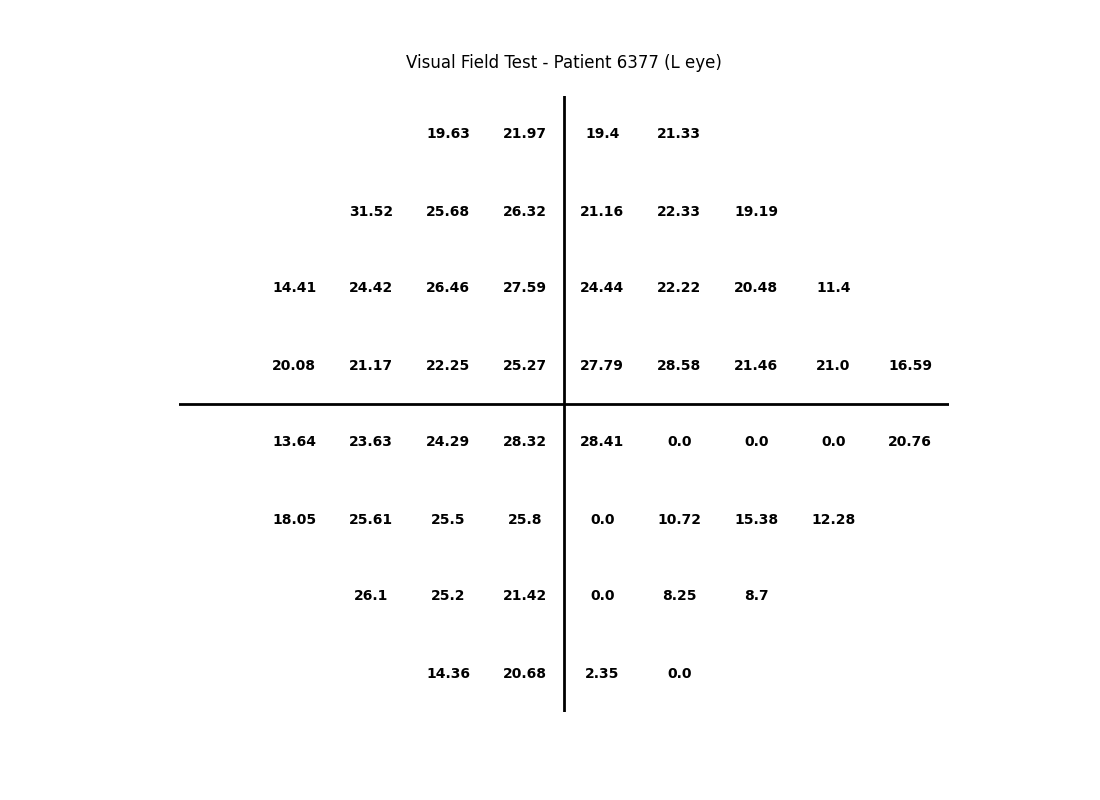 Visual Field Test - Patient 6377 (L eye)
19.63 21.97 19.4 21.33
31.52 25.68 26.32 21.16 22.33 19.19
14.41 24.42 26.46 27.59 24.44 22.22 20.48 11.4
20.08 21.17 22.25 25.27 27.79 28.58 21.46 21.0 16.59
13.64 23.63 24.29 28.32 28.41 0.0 0.0 0.0 20.76
18.05 25.61 25.5 25.8 0.0 10.72 15.38 12.28
26.1 25.2 21.42 0.0 8.25 8.7
14.36 20.68 2.35 0.0